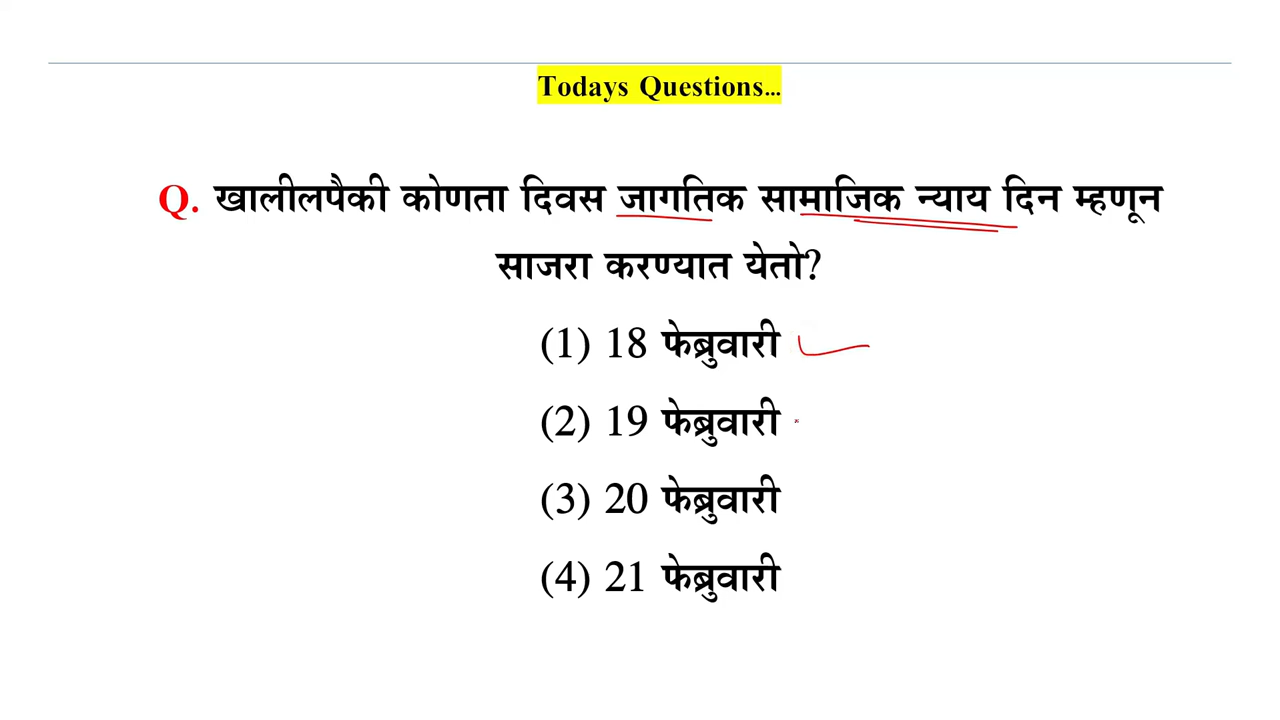 Todays Questions...
Q. खालीलपैकी कोणता दिवस जागतिक सामाजिक न्याय दिन म्हणून
साजरा करण्यात येतो?
(1) 18 फेब्रुवारी
(2) 19 फेब्रुवारी
(3) 20 फेब्रुवारी
(4) 21 फेब्रुवारी